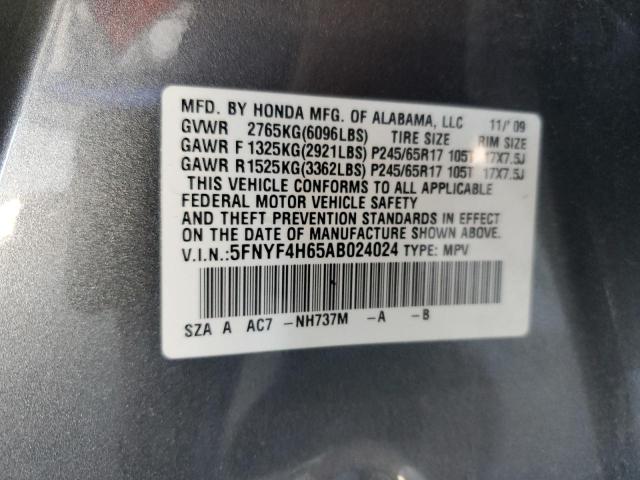 MFD. BY HONDA MFG. OF ALABAMA, LLC 11/'09
GVWR 2765KG(6096LBS) TIRE SIZE RIM SIZE
GAWR F 1325KG(2921LBS) P245/65R17 105T 17X7.5J
GAWR R 1525KG(3362LBS) P245/65R17 105T 17X7.5J
THIS VEHICLE CONFORMS TO ALL APPLICABLE
FEDERAL MOTOR VEHICLE SAFETY
AND THEFT PREVENTION STANDARDS IN EFFECT
ON THE DATE OF MANUFACTURE SHOWN ABOVE.
V.I.N.:5FNYF4H65AB024024 TYPE: MPV
SZA A AC7 -NH737M -A -B